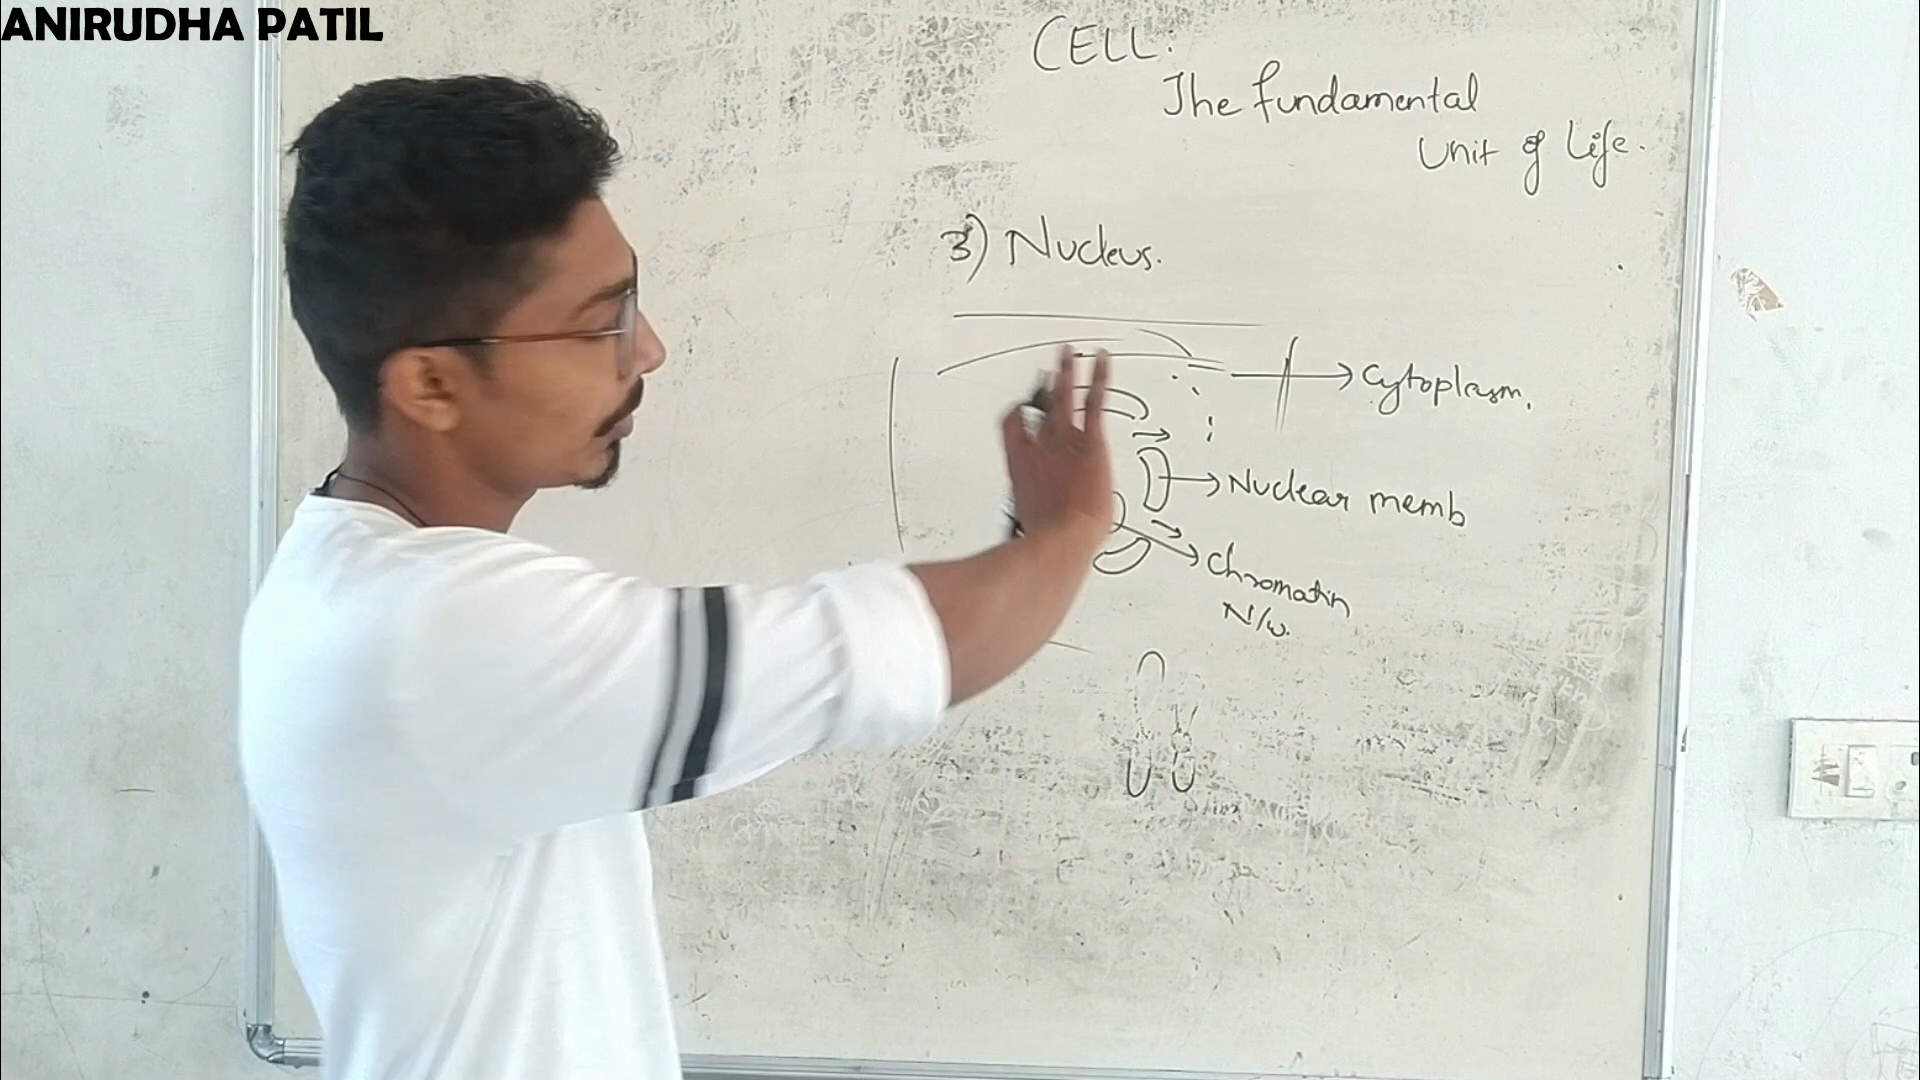 ANIRUDHA PATIL
CELL:
The fundamental
Unit of Life.
3) Nucleus.
Cytoplasm.
Nuclear memb
Chromatin
N/w.